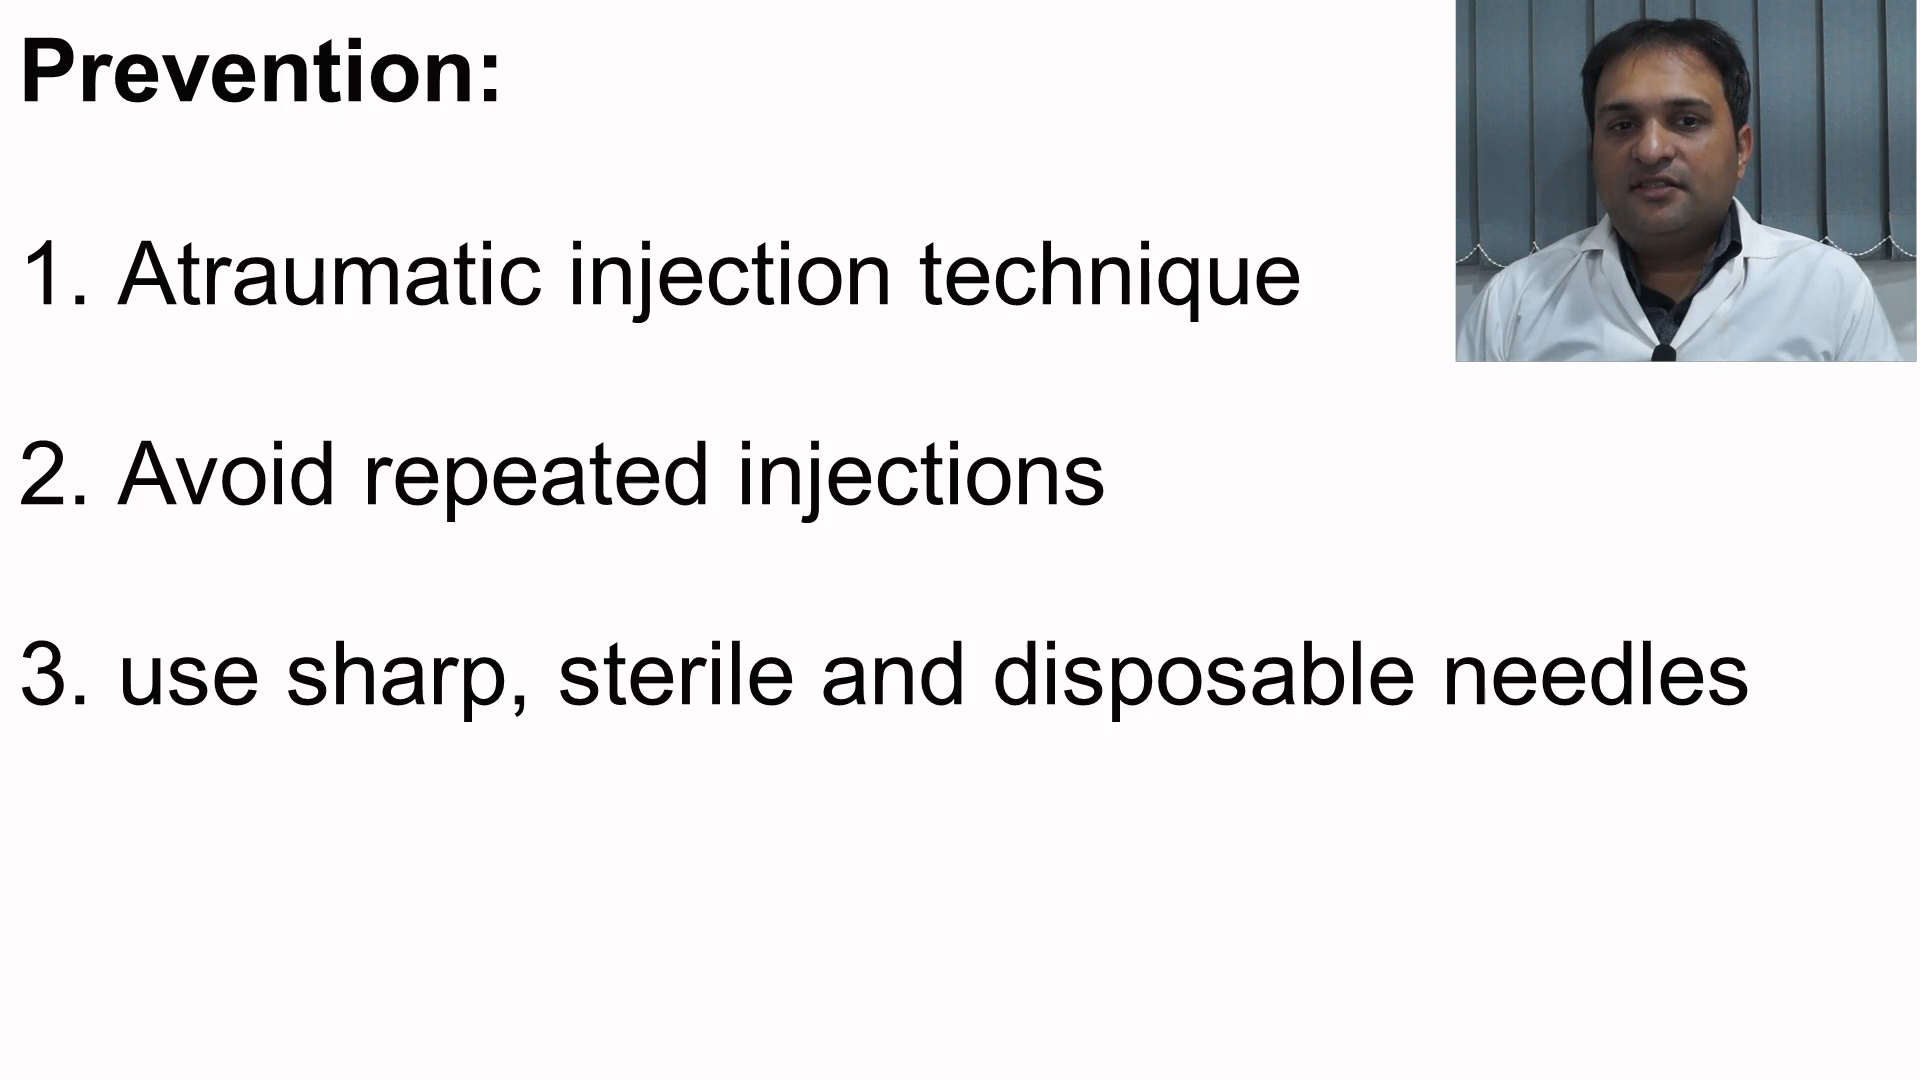 Prevention:
1. Atraumatic injection technique
2. Avoid repeated injections
3. use sharp, sterile and disposable needles